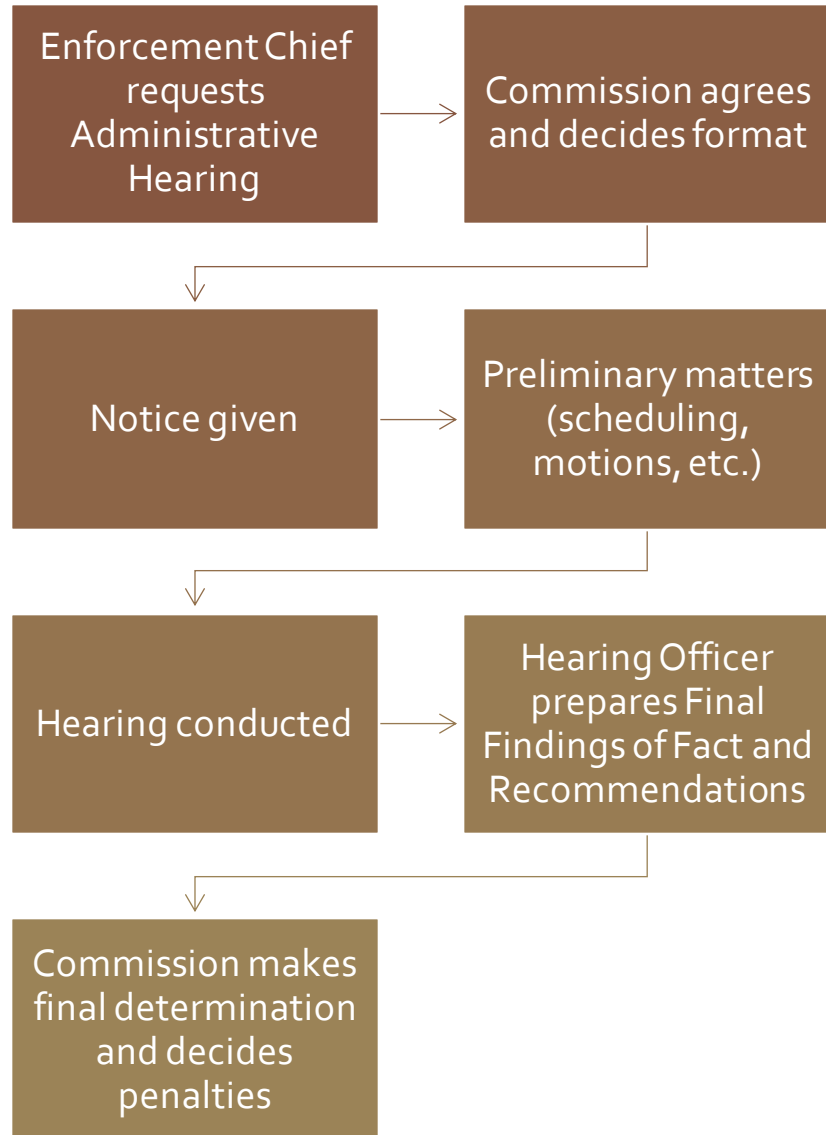 Enforcement Chief
requests
Administrative
Hearing
Commission agrees
and decides format
Notice given
Preliminary matters
(scheduling,
motions, etc.)
Hearing conducted
Hearing Officer
prepares Final
Findings of Fact and
Recommendations
Commission makes
final determination
and decides
penalties